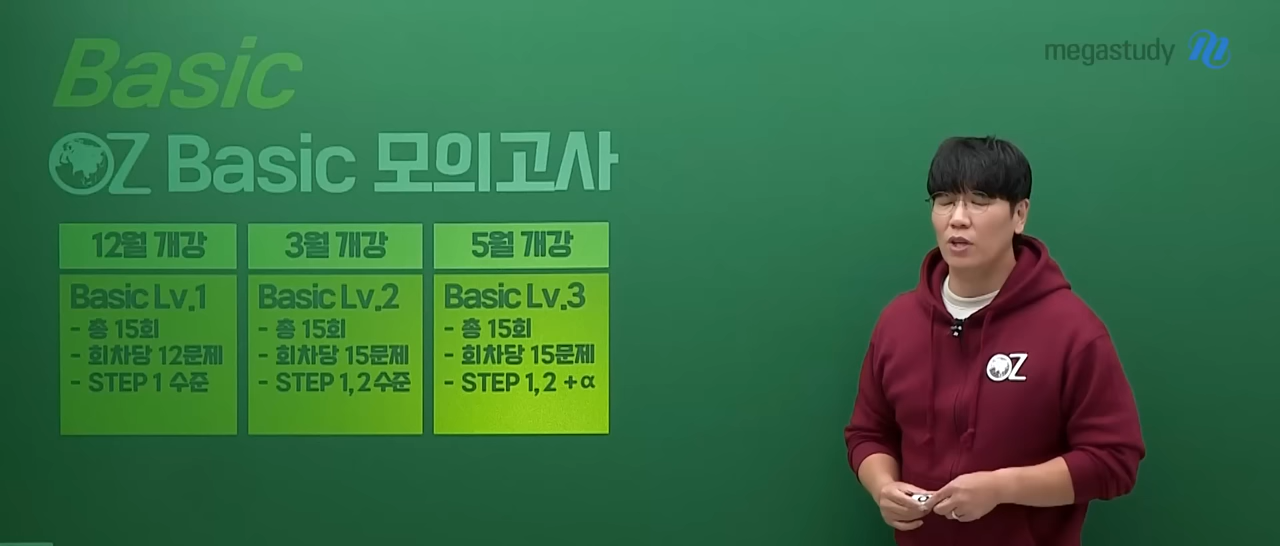 Basic
megastudy
OZ Basic 모의고사
12월 개강
Basic Lv.1
- 총 15회
- 회차당 12문제
- STEP 1 수준
3월 개강
Basic Lv.2
- 총 15회
- 회차당 15문제
- STEP 1, 2수준
5월 개강
Basic Lv.3
- 총 15회
- 회차당 15문제
- STEP 1, 2 +α
OZ